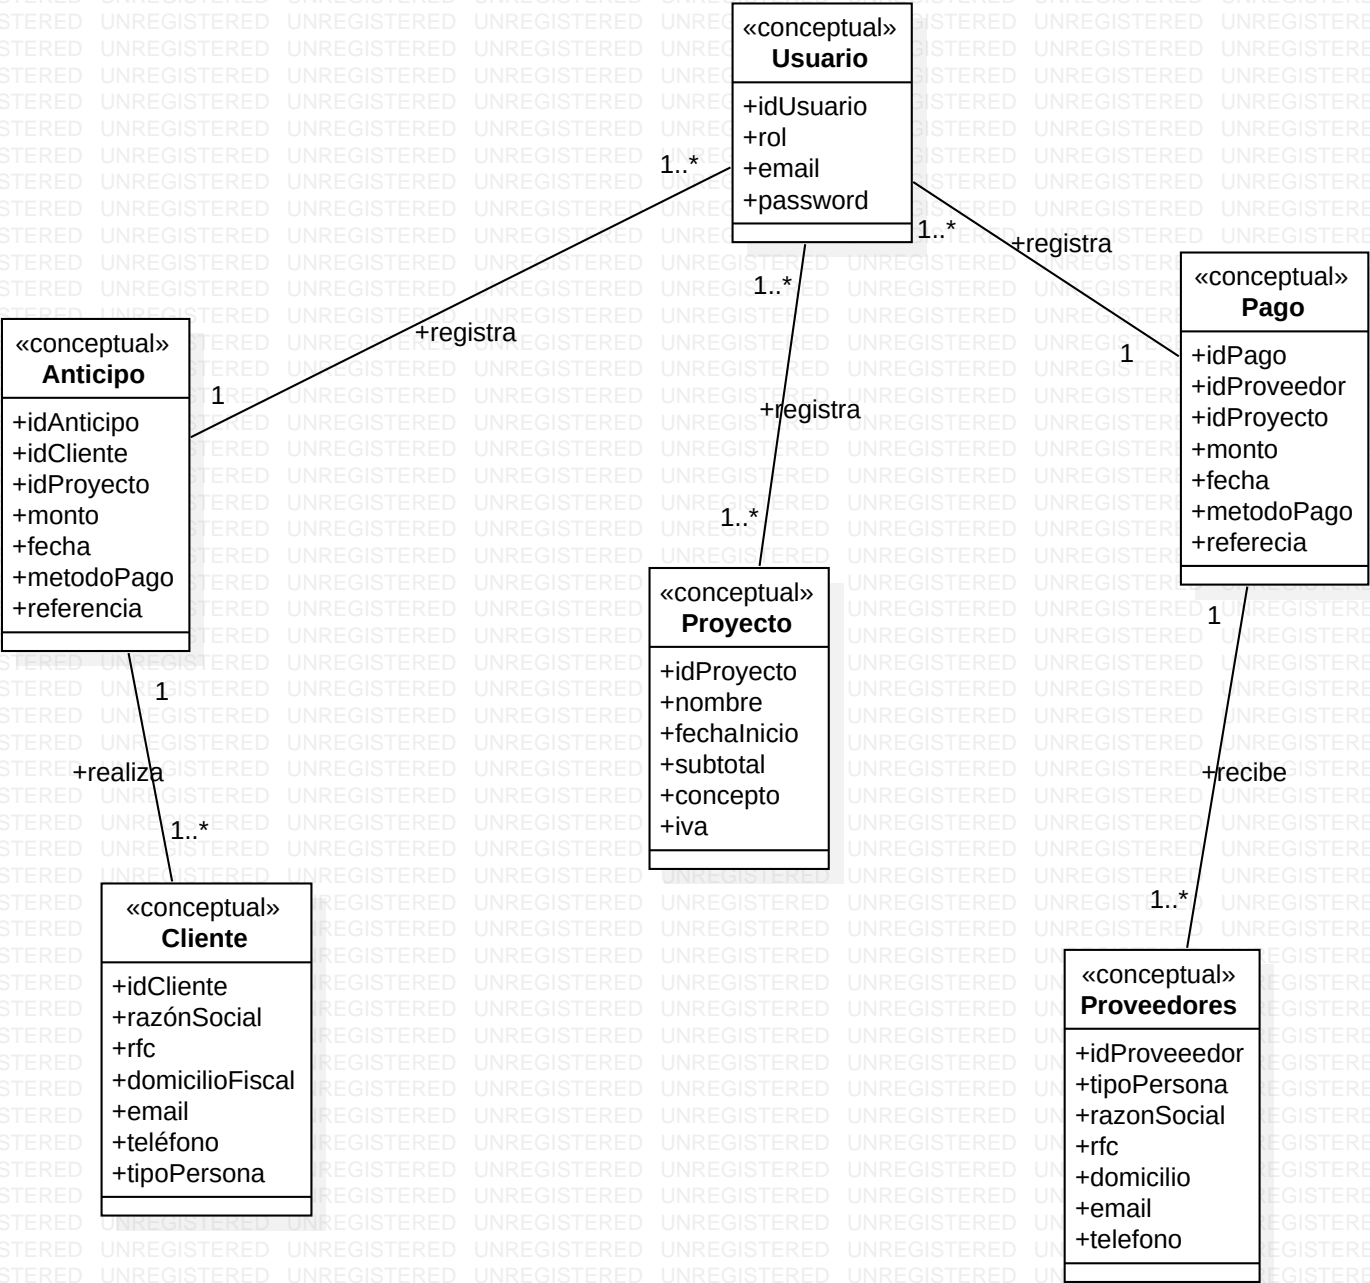 «conceptual»
Usuario
+idUsuario
+rol
+email
+password
1..*
1..*
+registra
1..*
«conceptual»
Pago
+idPago
+idProveedor
+idProyecto
+monto
+fecha
+metodoPago
+referecia
1
«conceptual»
Anticipo
+idAnticipo
+idCliente
+idProyecto
+monto
+fecha
+metodoPago
+referencia
+registra
1
+registra
1..*
«conceptual»
Proyecto
+idProyecto
+nombre
+fechaInicio
+subtotal
+concepto
+iva
1
+realiza
1..*
«conceptual»
Cliente
+idCliente
+razónSocial
+rfc
+domicilioFiscal
+email
+teléfono
+tipoPersona
1
+recibe
1..*
«conceptual»
Proveedores
+idProveeedor
+tipoPersona
+razonSocial
+rfc
+domicilio
+email
+telefono
UNREGISTERED